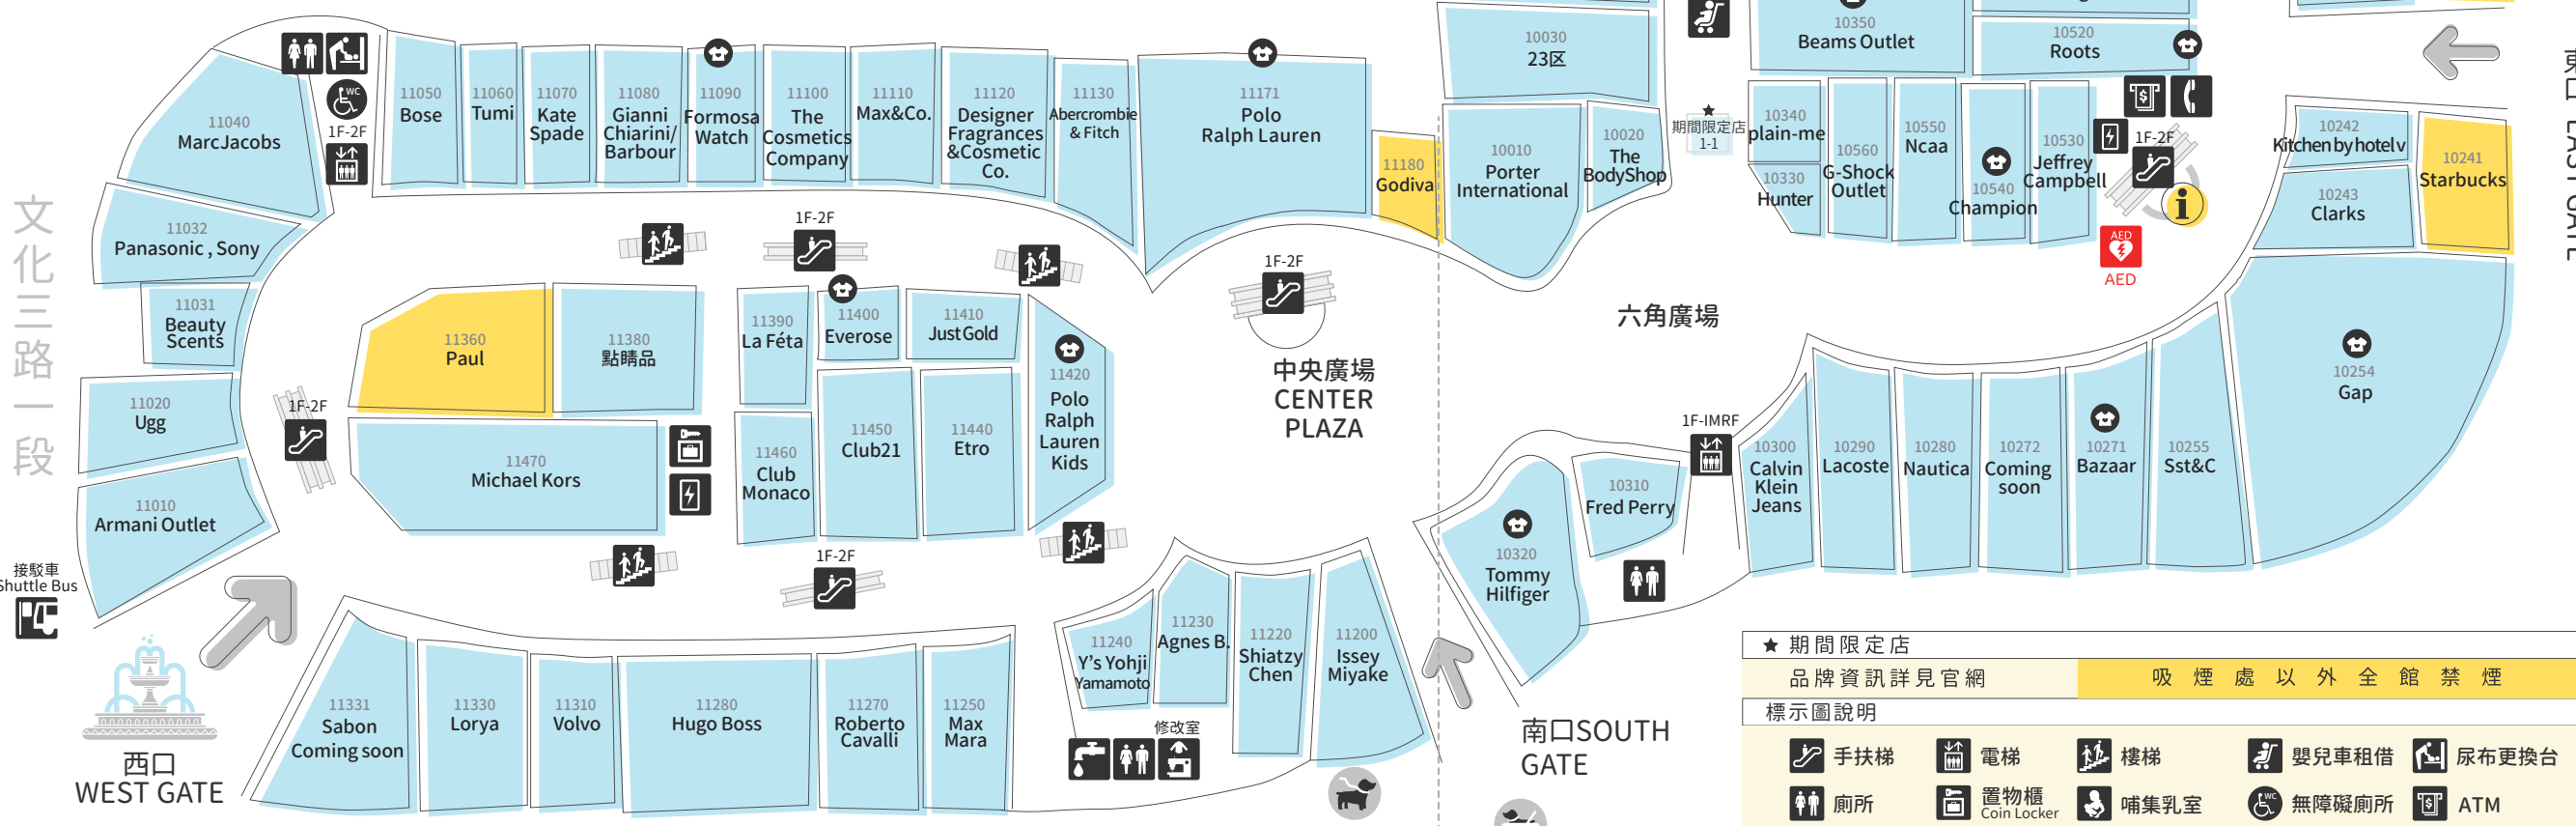 文化三路一段
1F-2F
11040
MarcJacobs
11032
Panasonic , Sony
11031
Beauty
Scents
11020
Ugg
11010
Armani Outlet
接駁車
Shuttle Bus
西口
WEST GATE
11050
Bose
11060
Tumi
11070
Kate
Spade
11080
Gianni
Chiarini/
Barbour
11090
Formosa
Watch
11100
The
Cosmetics
Company
11110
Max&Co.
11120
Designer
Fragrances
&Cosmetic
Co.
11130
Abercrombie
& Fitch
11171
Polo
Ralph Lauren
11180
Godiva
1F-2F
1F-2F
1F-2F
1F-2F
11360
Paul
11380
點睛品
11470
Michael Kors
11390
La Féta
11400
Everose
11410
Just Gold
11420
Polo
Ralph
Lauren
Kids
11460
Club
Monaco
11450
Club21
11440
Etro
中央廣場
CENTER
PLAZA
11331
Sabon
Coming soon
11330
Lorya
11310
Volvo
11280
Hugo Boss
11270
Roberto
Cavalli
11250
Max
Mara
11240
Y's Yohji
Yamamoto
11230
Agnes B.
11220
Shiatzy
Chen
11200
Issey
Miyake
修改室
10030
23区
10010
Porter
International
10020
The
BodyShop
★
期間限定店
1-1
10350
Beams Outlet
10520
Roots
10340
plain-me
10330
Hunter
10560
G-Shock
Outlet
10550
Ncaa
10540
Champion
10530
Jeffrey
Campbell
1F-2F
i
AED
AED
10242
Kitchen by hotel v
10243
Clarks
10241
Starbucks
東口 EAST GATE
六角廣場
10254
Gap
1F-IMRF
10320
Tommy
Hilfiger
10310
Fred Perry
10300
Calvin
Klein
Jeans
10290
Lacoste
10280
Nautica
10272
Coming
soon
10271
Bazaar
10255
Sst&C
南口SOUTH
GATE
★ 期間限定店
品牌資訊詳見官網
吸煙處以外全館禁煙
標示圖說明
手扶梯
電梯
樓梯
嬰兒車租借
尿布更換台
廁所
置物櫃
Coin Locker
哺集乳室
WC
無障礙廁所
ATM